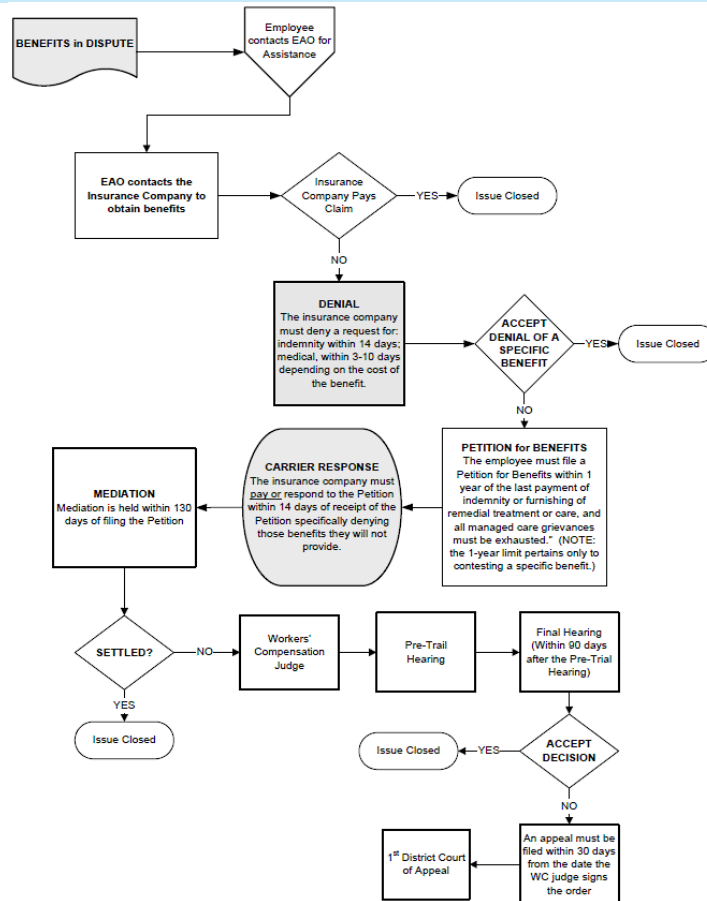 BENEFITS in DISPUTE
Employee
contacts EAO for
Assistance
EAO contacts the
Insurance Company to
obtain benefits
Insurance
Company Pays
Claim
YES
Issue Closed
NO
DENIAL
The insurance company
must deny a request for:
indemnity within 14 days;
medical, within 3-10 days
depending on the cost of
the benefit.
ACCEPT
DENIAL OF A
SPECIFIC
BENEFIT
YES
Issue Closed
NO
PETITION for BENEFITS
The employee must file a
Petition for Benefits within 1
year of the last payment of
indemnity or furnishing of
remedial treatment or care, and
all managed care grievances
must be exhausted." (NOTE:
the 1-year limit pertains only to
contesting a specific benefit.)
CARRIER RESPONSE
The insurance company must
pay or respond to the Petition
within 14 days of receipt of the
Petition specifically denying
those benefits they will not
provide.
MEDIATION
Mediation is held within 130
days of filing the Petition
SETTLED?
NO
YES
Issue Closed
Workers'
Compensation
Judge
Pre-Trail
Hearing
Final Hearing
(Within 90 days
after the Pre-Trial
Hearing)
ACCEPT
DECISION
YES
Issue Closed
NO
An appeal must be
filed within 30 days
from the date the
WC judge signs
the order
1st District Court
of Appeal